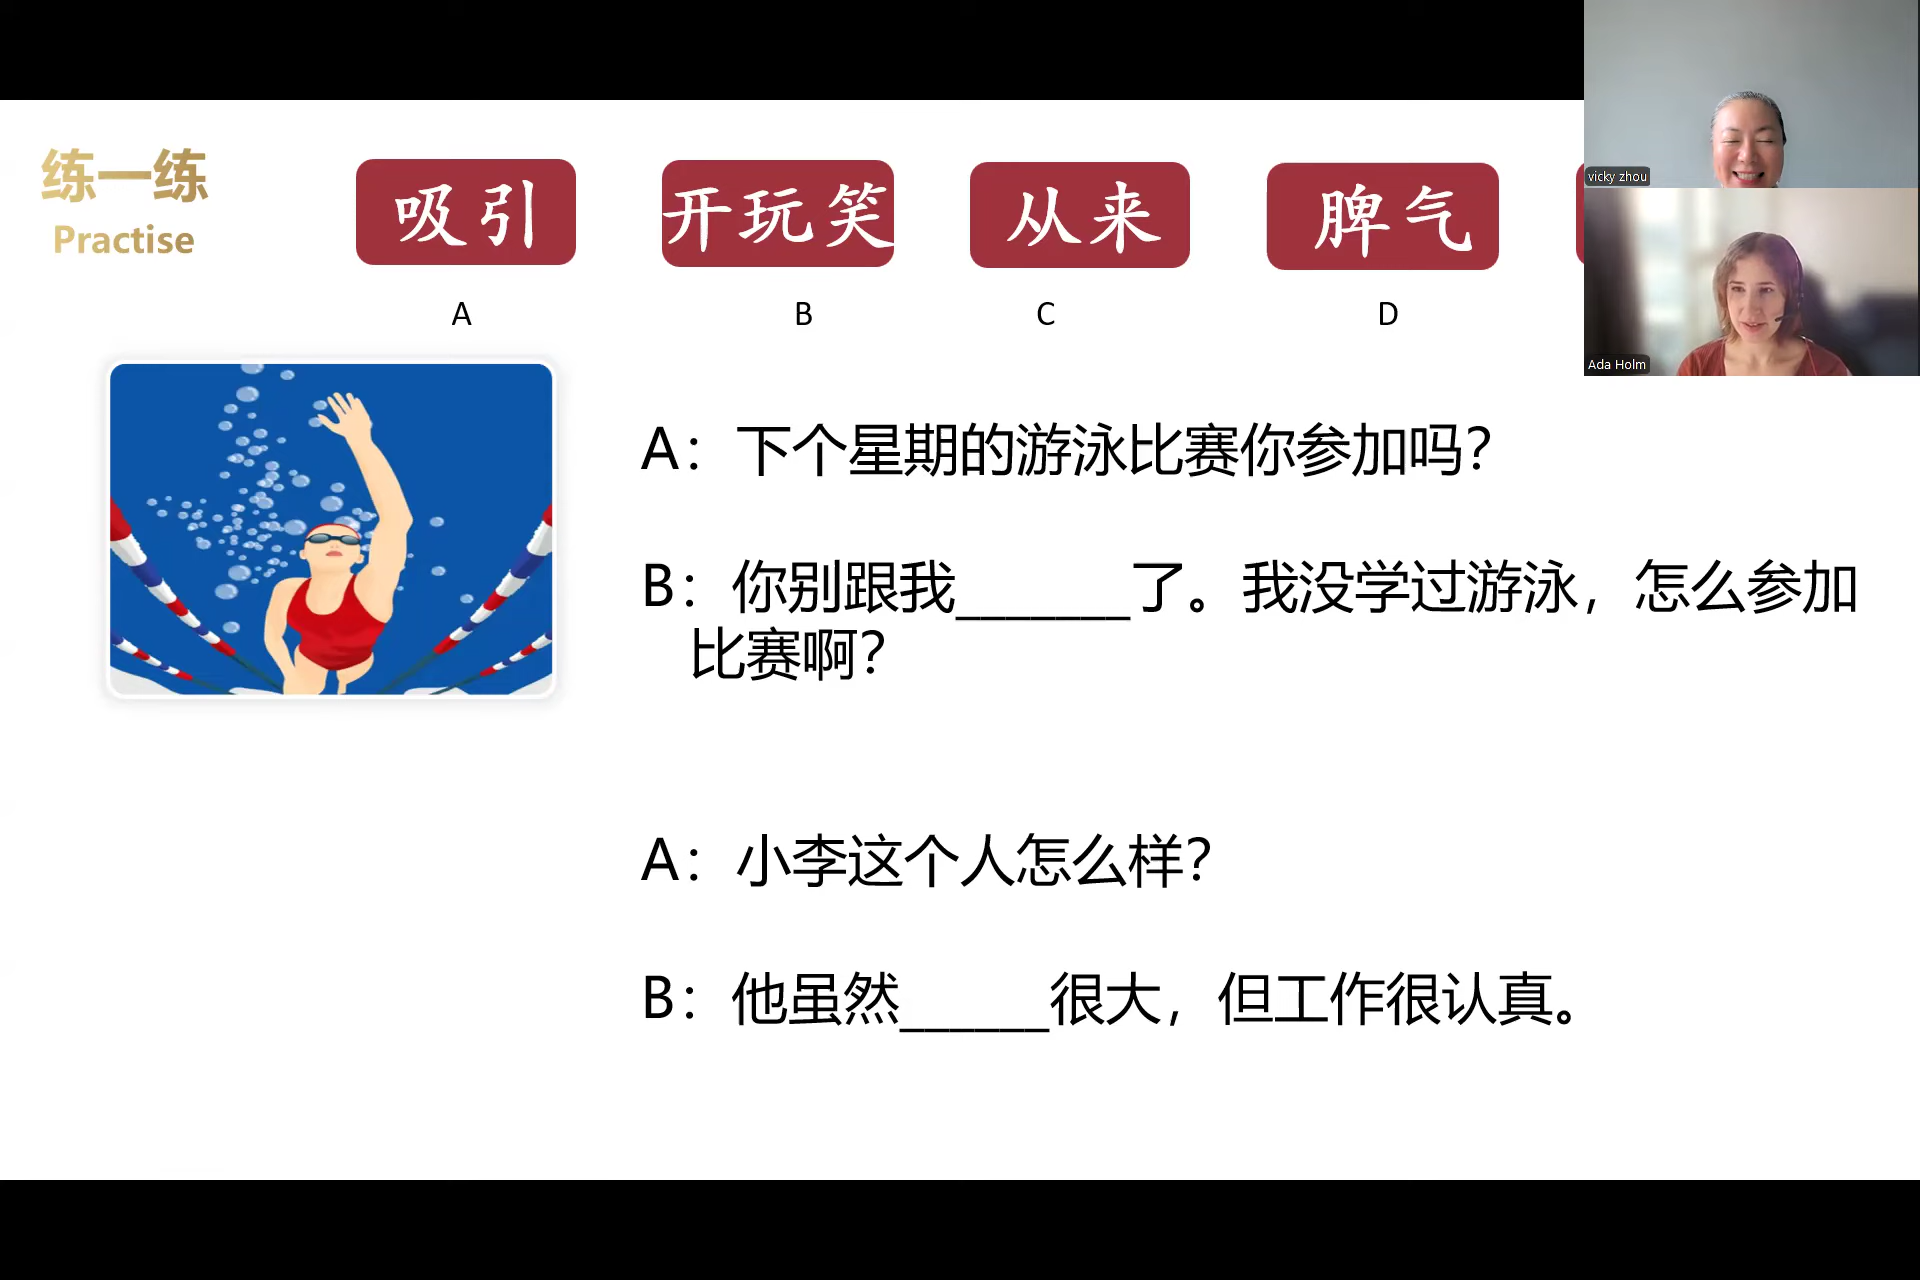 练一练
Practise
吸引
开玩笑
从来
脾气
A
B
C
D
vicky zhou
Ada Holm
A：下个星期的游泳比赛你参加吗？
B：你别跟我_______了。我没学过游泳，怎么参加
比赛啊？
A：小李这个人怎么样？
B：他虽然______很大，但工作很认真。